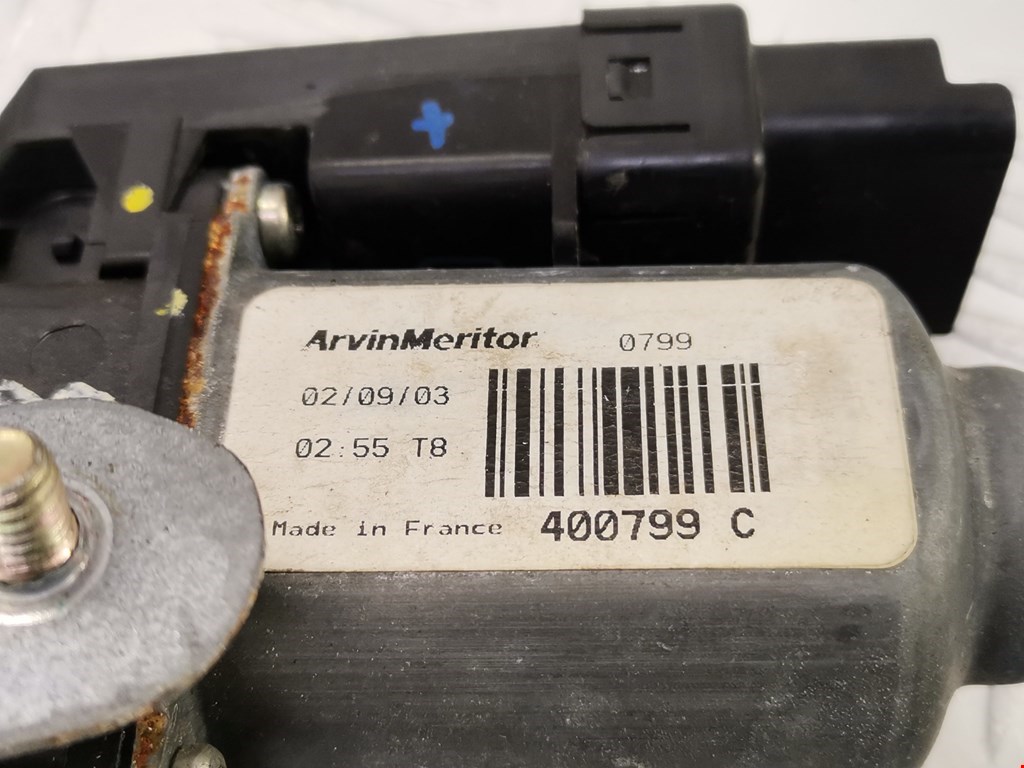 ArvinMeritor 0799
02/09/03
02:55 T8
Made in France 400799 C